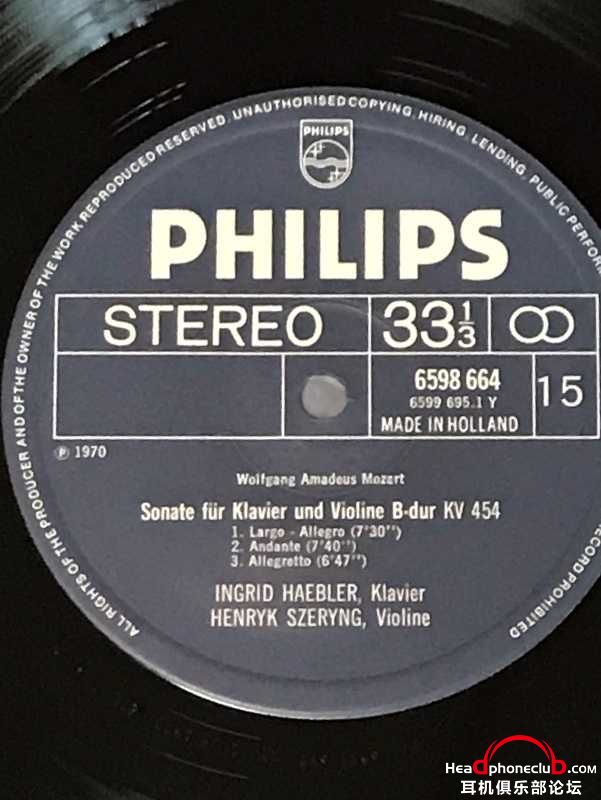 ALL RIGHTS OF THE PRODUCER AND OF THE OWNER OF THE WORK REPRODUCED RESERVED. UNAUTHORISED COPYING, HIRING, LENDING, PUBLIC PERFORM
RECORD PROHIBITED
PHILIPS
PHILIPS
STEREO 33⅓
6598 664
6599 695.1 Y
15
MADE IN HOLLAND
℗ 1970
Wolfgang Amadeus Mozart
Sonate für Klavier und Violine B-dur KV 454
1. Largo - Allegro (7'30'')
2. Andante (7'40'')
3. Allegretto (6'47'')
INGRID HAEBLER, Klavier
HENRYK SZERYNG, Violine
HeadphoneclubD.com
耳机俱乐部论坛